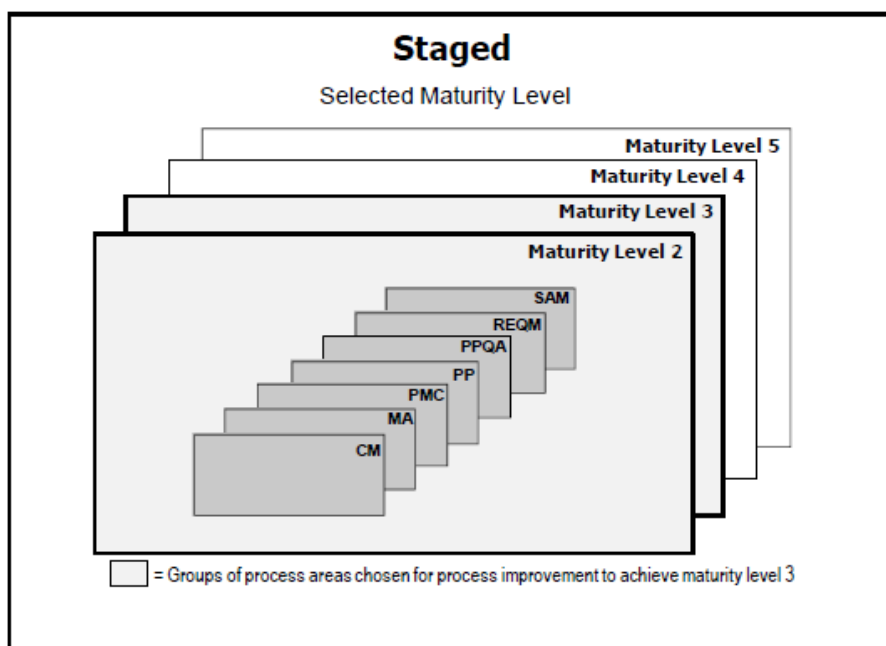 Staged
Selected Maturity Level
Maturity Level 5
Maturity Level 4
Maturity Level 3
Maturity Level 2
SAM
REQM
PPQA
PP
PMC
MA
CM
= Groups of process areas chosen for process improvement to achieve maturity level 3